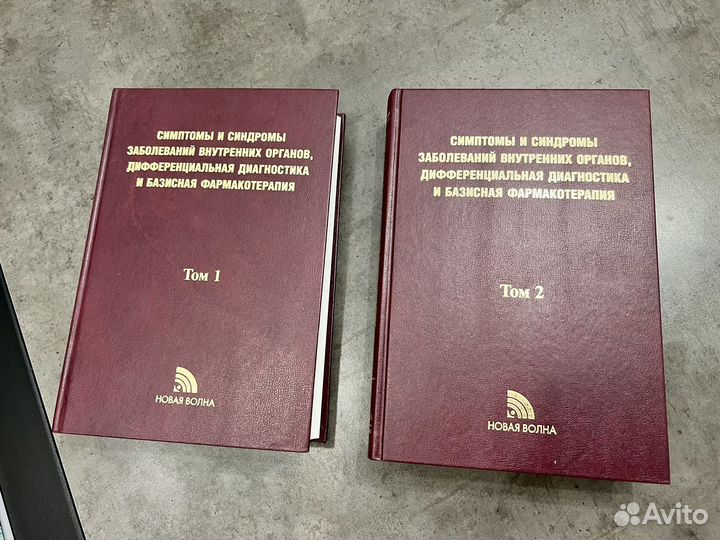 СИМПТОМЫ И СИНДРОМЫ
ЗАБОЛЕВАНИЙ ВНУТРЕННИХ ОРГАНОВ,
ДИФФЕРЕНЦИАЛЬНАЯ ДИАГНОСТИКА
И БАЗИСНАЯ ФАРМАКОТЕРАПИЯ
Том 1
НОВАЯ ВОЛНА
СИМПТОМЫ И СИНДРОМЫ
ЗАБОЛЕВАНИЙ ВНУТРЕННИХ ОРГАНОВ,
ДИФФЕРЕНЦИАЛЬНАЯ ДИАГНОСТИКА
И БАЗИСНАЯ ФАРМАКОТЕРАПИЯ
Том 2
НОВАЯ ВОЛНА
Avito